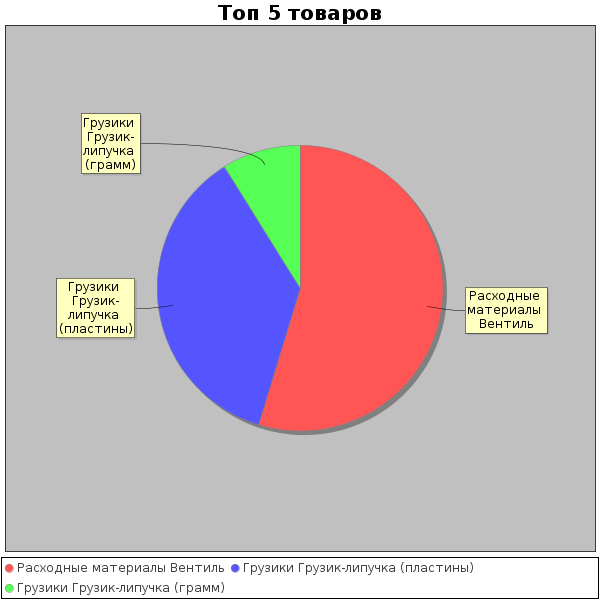 Топ 5 товаров
Грузики
Грузик-
липучка
(грамм)
Грузики
Грузик-
липучка
(пластины)
Расходные
материалы
Вентиль
Расходные материалы Вентиль Грузики Грузик-липучка (пластины)
Грузики Грузик-липучка (грамм)